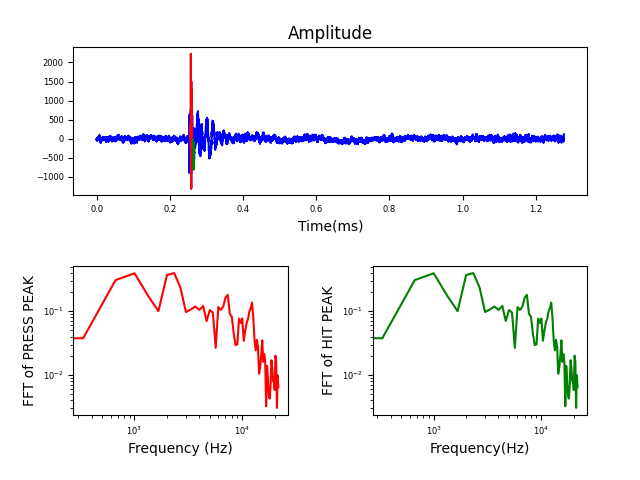 Amplitude
2000
1500
1000
500
0
−500
−1000
0.0 0.2 0.4 0.6 0.8 1.0 1.2
Time(ms)
FFT of PRESS PEAK
10⁻¹
10⁻²
10³ 10⁴
Frequency (Hz)
FFT of HIT PEAK
10⁻¹
10⁻²
10³ 10⁴
Frequency(Hz)